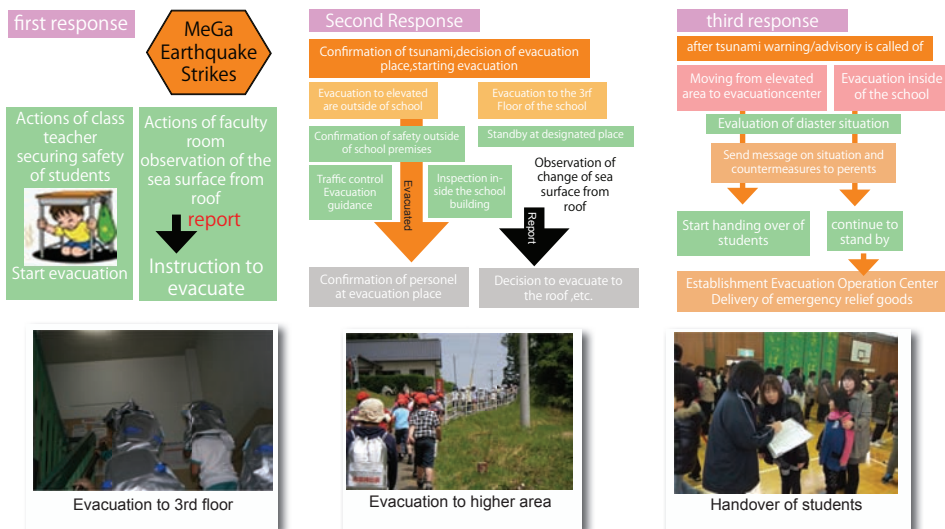 first response
MeGa
Earthquake
Strikes
Actions of class
teacher
securing safety
of students
Start evacuation
Actions of faculty
room
observation of the
sea surface from
roof
report
Instruction to
evacuate
Evacuation to 3rd floor
Second Response
Confirmation of tsunami,decision of evacuation
place,starting evacuation
Evacuation to elevated
are outside of school
Evacuation to the 3rf
Floor of the school
Confirmation of safety outside
of school premises
Standby at designated place
Traffic control
Evacuation
guidance
Evacuated
Inspection in-
side the school
building
Observation of
change of sea
surface from
roof
Report
Confirmation of personel
at evacuation place
Decision to evacuate to
the roof ,etc.
Evacuation to higher area
third response
after tsunami warning/advisory is called of
Moving from elevated
area to evacuationcenter
Evacuation inside
of the school
Evaluation of diaster situation
Send message on situation and
countermeasures to perents
Start handing over of
students
continue to
stand by
Establishment Evacuation Operation Center
Delivery of emergency relief goods
Handover of students